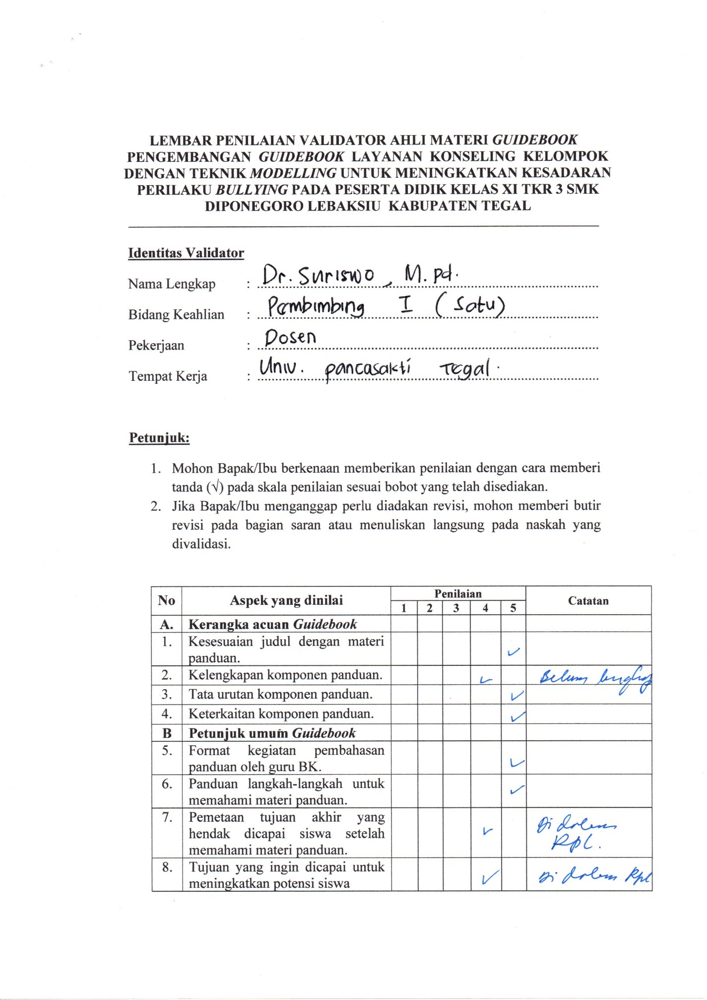 LEMBAR PENILAIAN VALIDATOR AHLI MATERI GUIDEBOOK
PENGEMBANGAN GUIDEBOOK LAYANAN KONSELING KELOMPOK
DENGAN TEKNIK MODELLING UNTUK MENINGKATKAN KESADARAN
PERILAKU BULLYING PADA PESERTA DIDIK KELAS XI TKR 3 SMK
DIPONEGORO LEBAKSIU KABUPATEN TEGAL
Identitas Validator
Nama Lengkap : Dr. Suriswo, M.pd.
Bidang Keahlian : Pembimbing I (Satu)
Pekerjaan : Dosen
Tempat Kerja : Univ. pancasakti Tegal.
Petunjuk:
1. Mohon Bapak/Ibu berkenaan memberikan penilaian dengan cara memberi
tanda (√) pada skala penilaian sesuai bobot yang telah disediakan.
2. Jika Bapak/Ibu menganggap perlu diadakan revisi, mohon memberi butir
revisi pada bagian saran atau menuliskan langsung pada naskah yang
divalidasi.
No Aspek yang dinilai Penilaian Catatan
1 2 3 4 5
A. Kerangka acuan Guidebook
1. Kesesuaian judul dengan materi
panduan. ✓
2. Kelengkapan komponen panduan. ✓ Belum lengkap
3. Tata urutan komponen panduan. ✓
4. Keterkaitan komponen panduan. ✓
B Petunjuk umum Guidebook
5. Format kegiatan pembahasan
panduan oleh guru BK. ✓
6. Panduan langkah-langkah untuk
memahami materi panduan. ✓
7. Pemetaan tujuan akhir yang
hendak dicapai siswa setelah ✓ Di dalam
memahami materi panduan. Rpl.
8. Tujuan yang ingin dicapai untuk
meningkatkan potensi siswa ✓ Di dalam Rpl